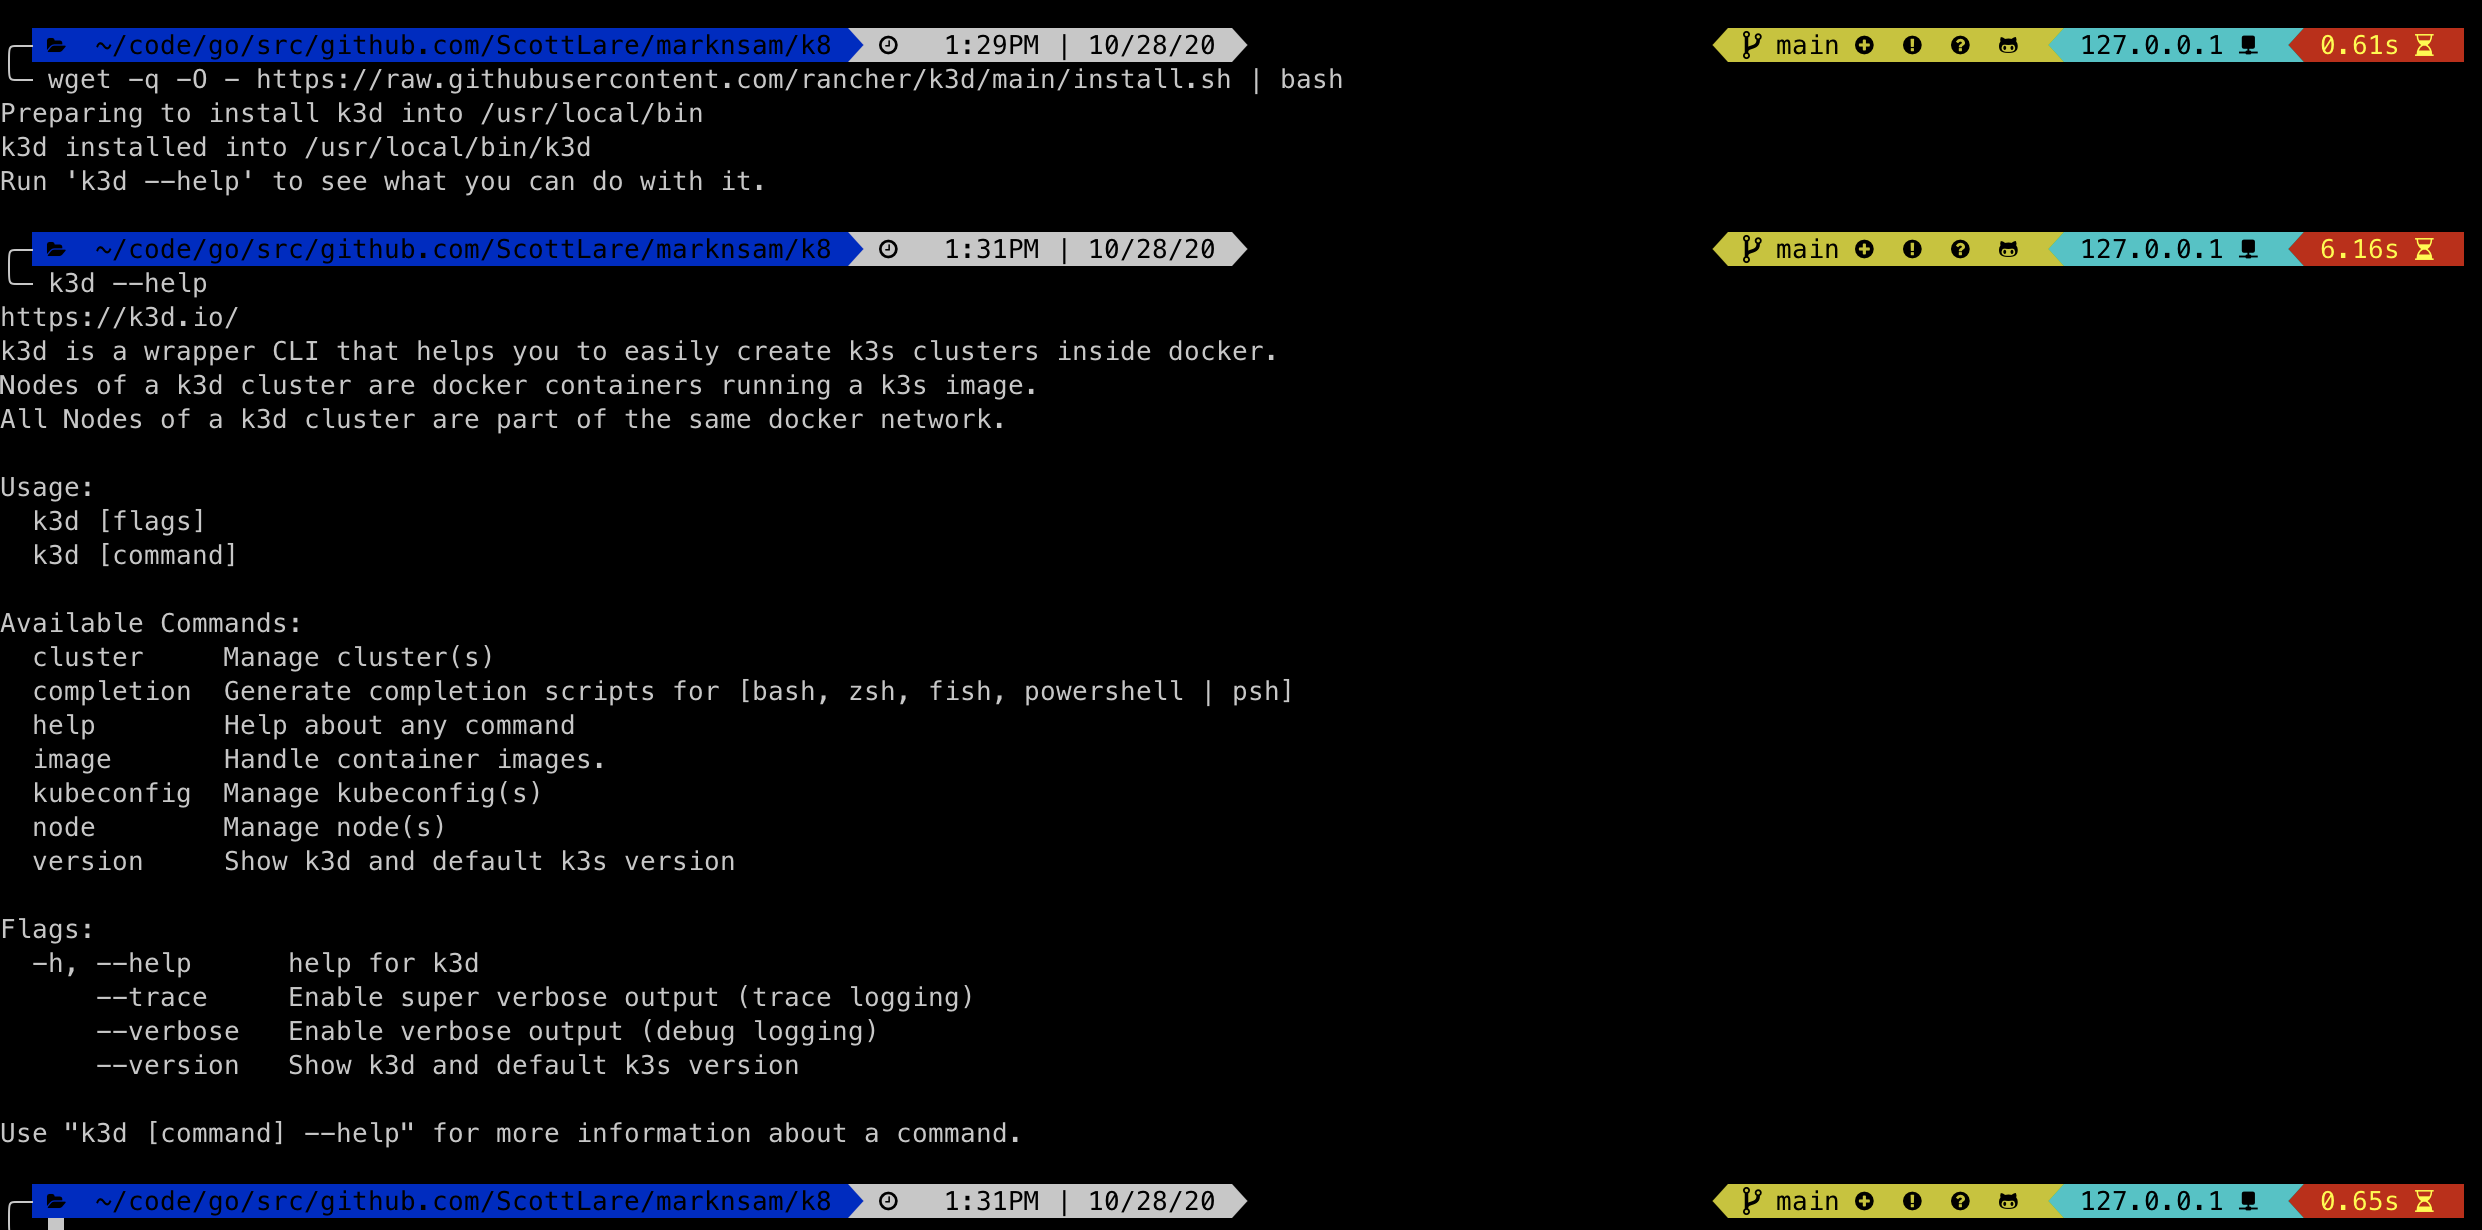 ~/code/go/src/github.com/ScottLare/marknsam/k8 1:29PM | 10/28/20 main 127.0.0.1 0.61s
wget -q -O - https://raw.githubusercontent.com/rancher/k3d/main/install.sh | bash
Preparing to install k3d into /usr/local/bin
k3d installed into /usr/local/bin/k3d
Run 'k3d --help' to see what you can do with it.
~/code/go/src/github.com/ScottLare/marknsam/k8 1:31PM | 10/28/20 main 127.0.0.1 6.16s
k3d --help
https://k3d.io/
k3d is a wrapper CLI that helps you to easily create k3s clusters inside docker.
Nodes of a k3d cluster are docker containers running a k3s image.
All Nodes of a k3d cluster are part of the same docker network.
Usage:
k3d [flags]
k3d [command]
Available Commands:
cluster Manage cluster(s)
completion Generate completion scripts for [bash, zsh, fish, powershell | psh]
help Help about any command
image Handle container images.
kubeconfig Manage kubeconfig(s)
node Manage node(s)
version Show k3d and default k3s version
Flags:
-h, --help help for k3d
--trace Enable super verbose output (trace logging)
--verbose Enable verbose output (debug logging)
--version Show k3d and default k3s version
Use "k3d [command] --help" for more information about a command.
~/code/go/src/github.com/ScottLare/marknsam/k8 1:31PM | 10/28/20 main 127.0.0.1 0.65s